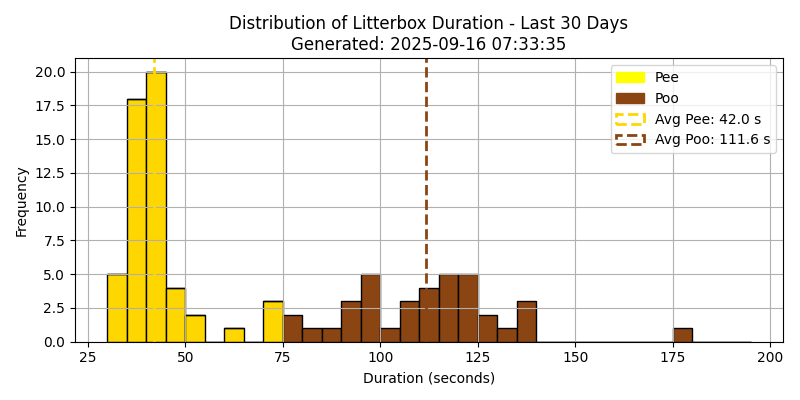 Distribution of Litterbox Duration - Last 30 Days
Generated: 2025-09-16 07:33:35
Pee
Poo
Avg Pee: 42.0 s
Avg Poo: 111.6 s
Frequency
20.0
17.5
15.0
12.5
10.0
7.5
5.0
2.5
0.0
25 50 75 100 125 150 175 200
Duration (seconds)